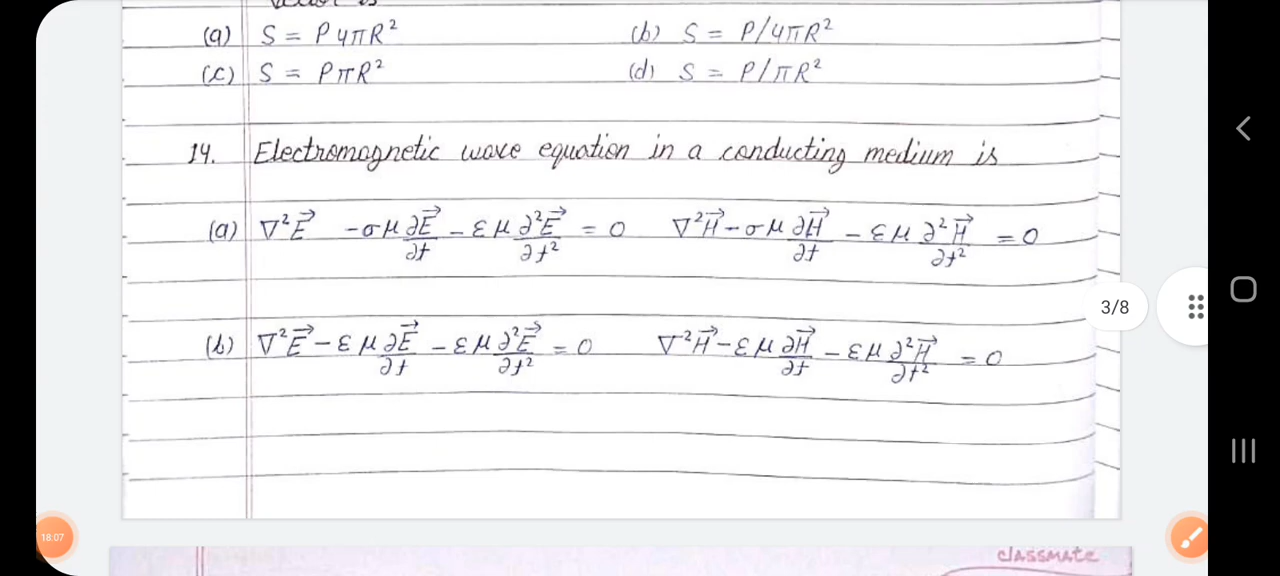 (a) S = P4πR² (b) S = P/4πR²
(c) S = PπR² (d) S = P/πR²
14. Electromagnetic wave equation in a conducting medium is
(a) ∇²E⃗ - σμ ∂E⃗/∂t - εμ ∂²E⃗/∂t² = 0 ∇²H⃗ - σμ ∂H⃗/∂t - εμ ∂²H⃗/∂t² = 0
3/8
(b) ∇²E⃗ - εμ ∂E⃗/∂t - εμ ∂²E⃗/∂t² = 0 ∇²H⃗ - εμ ∂H⃗/∂t - εμ ∂²H⃗/∂t² = 0
18:07
classmate